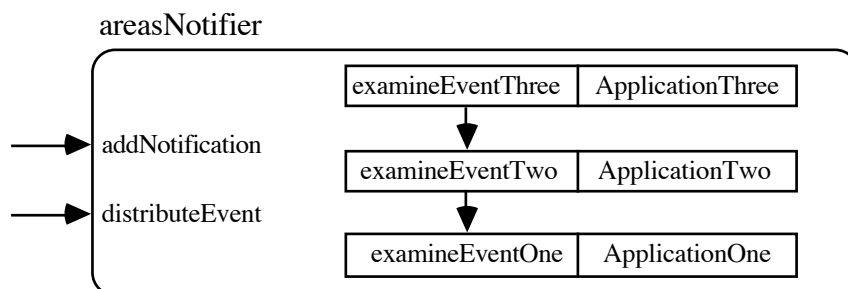 areasNotifier
examineEventThree ApplicationThree
addNotification
examineEventTwo ApplicationTwo
distributeEvent
examineEventOne ApplicationOne